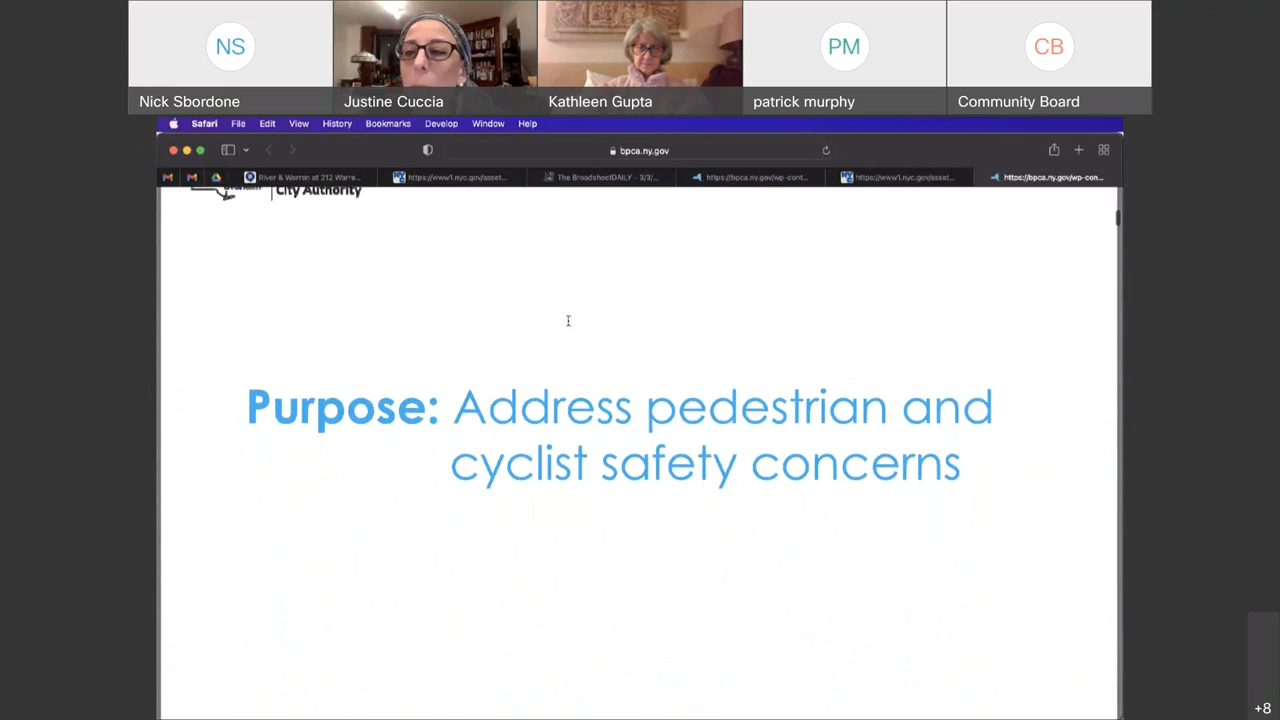 NS
PM
CB
Nick Sbordone
Justine Cuccia
Kathleen Gupta
patrick murphy
Community Board
Safari File Edit View History Bookmarks Develop Window Help
bpca.ny.gov
River & Warren at 212 Warre... https://www1.nyc.gov/asset... The BroadsheetDAILY - 3/3/... https://bpca.ny.gov/wp-cont... https://www1.nyc.gov/asset... https://bpca.ny.gov/wp-con...
City Authority
Purpose: Address pedestrian and
cyclist safety concerns
+8